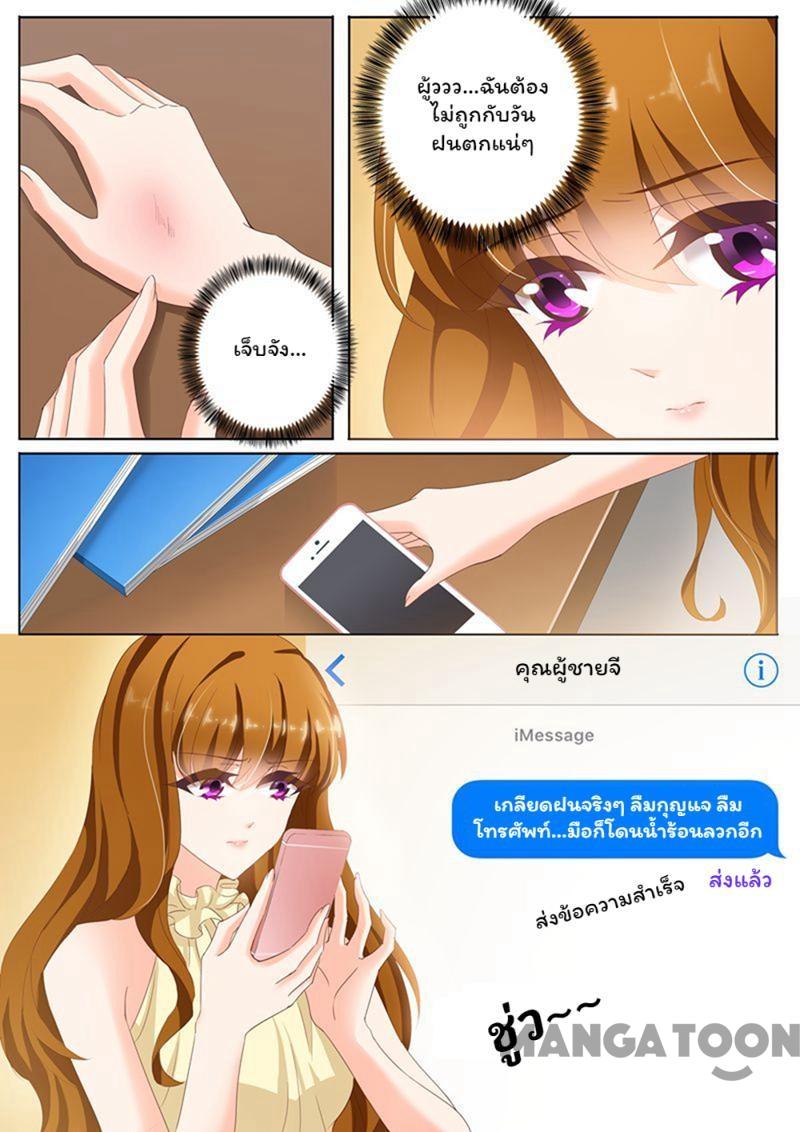 เจ็บจัง...
ผู้ววว...ฉันต้อง
ไม่ถูกกับวัน
ฝนตกแน่ๆ
คุณผู้ชายจี
iMessage
เกลียดฝนจริงๆ ลืมกุญแจ ลืม
โทรศัพท์...มือก็โดนน้ำร้อนลวกอีก
ส่งแล้ว
ส่งข้อความสำเร็จ
ชู่ว~~
MANGATOON